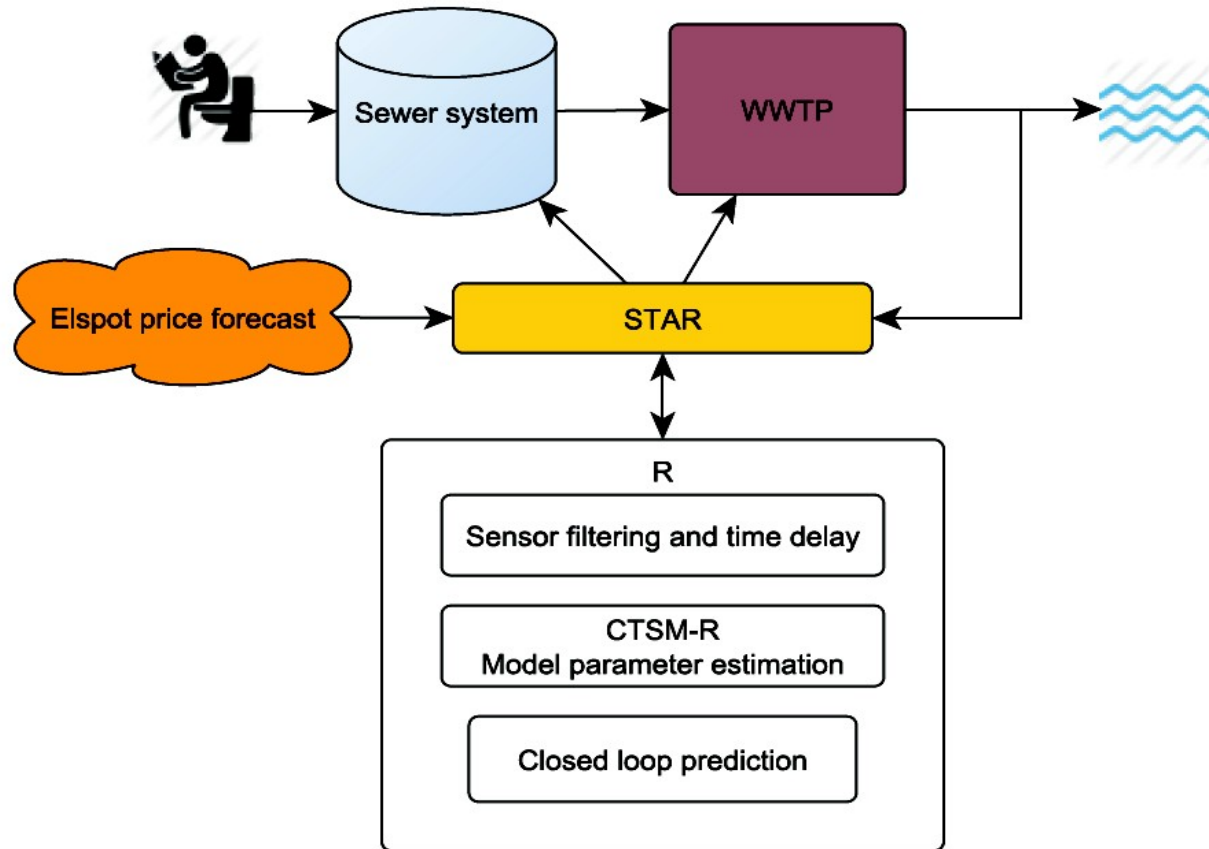 Sewer system
WWTP
Elspot price forecast
STAR
R
Sensor filtering and time delay
CTSM-R
Model parameter estimation
Closed loop prediction